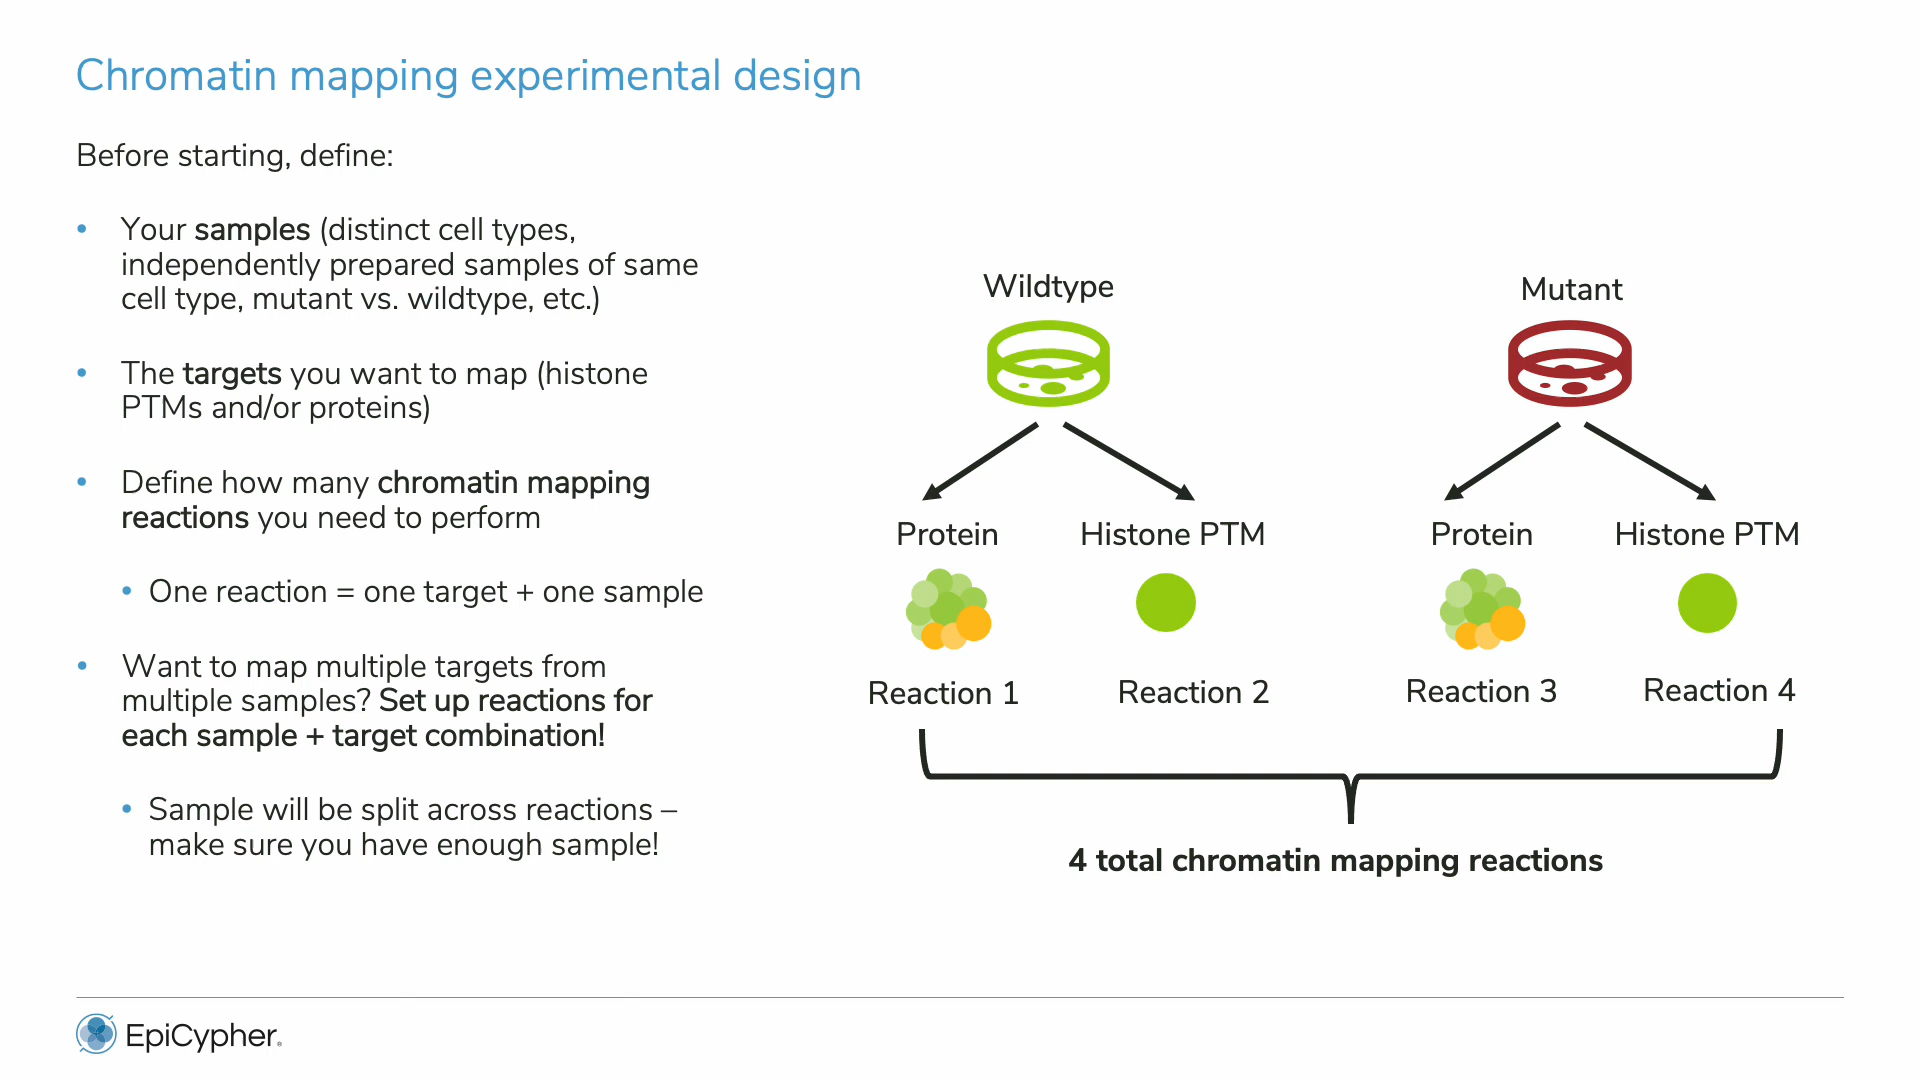 Chromatin mapping experimental design
Before starting, define:
• Your samples (distinct cell types,
independently prepared samples of same
cell type, mutant vs. wildtype, etc.)
• The targets you want to map (histone
PTMs and/or proteins)
• Define how many chromatin mapping
reactions you need to perform
• One reaction = one target + one sample
• Want to map multiple targets from
multiple samples? Set up reactions for
each sample + target combination!
• Sample will be split across reactions –
make sure you have enough sample!
Wildtype
Mutant
Protein
Histone PTM
Protein
Histone PTM
Reaction 1
Reaction 2
Reaction 3
Reaction 4
4 total chromatin mapping reactions
EpiCypher®